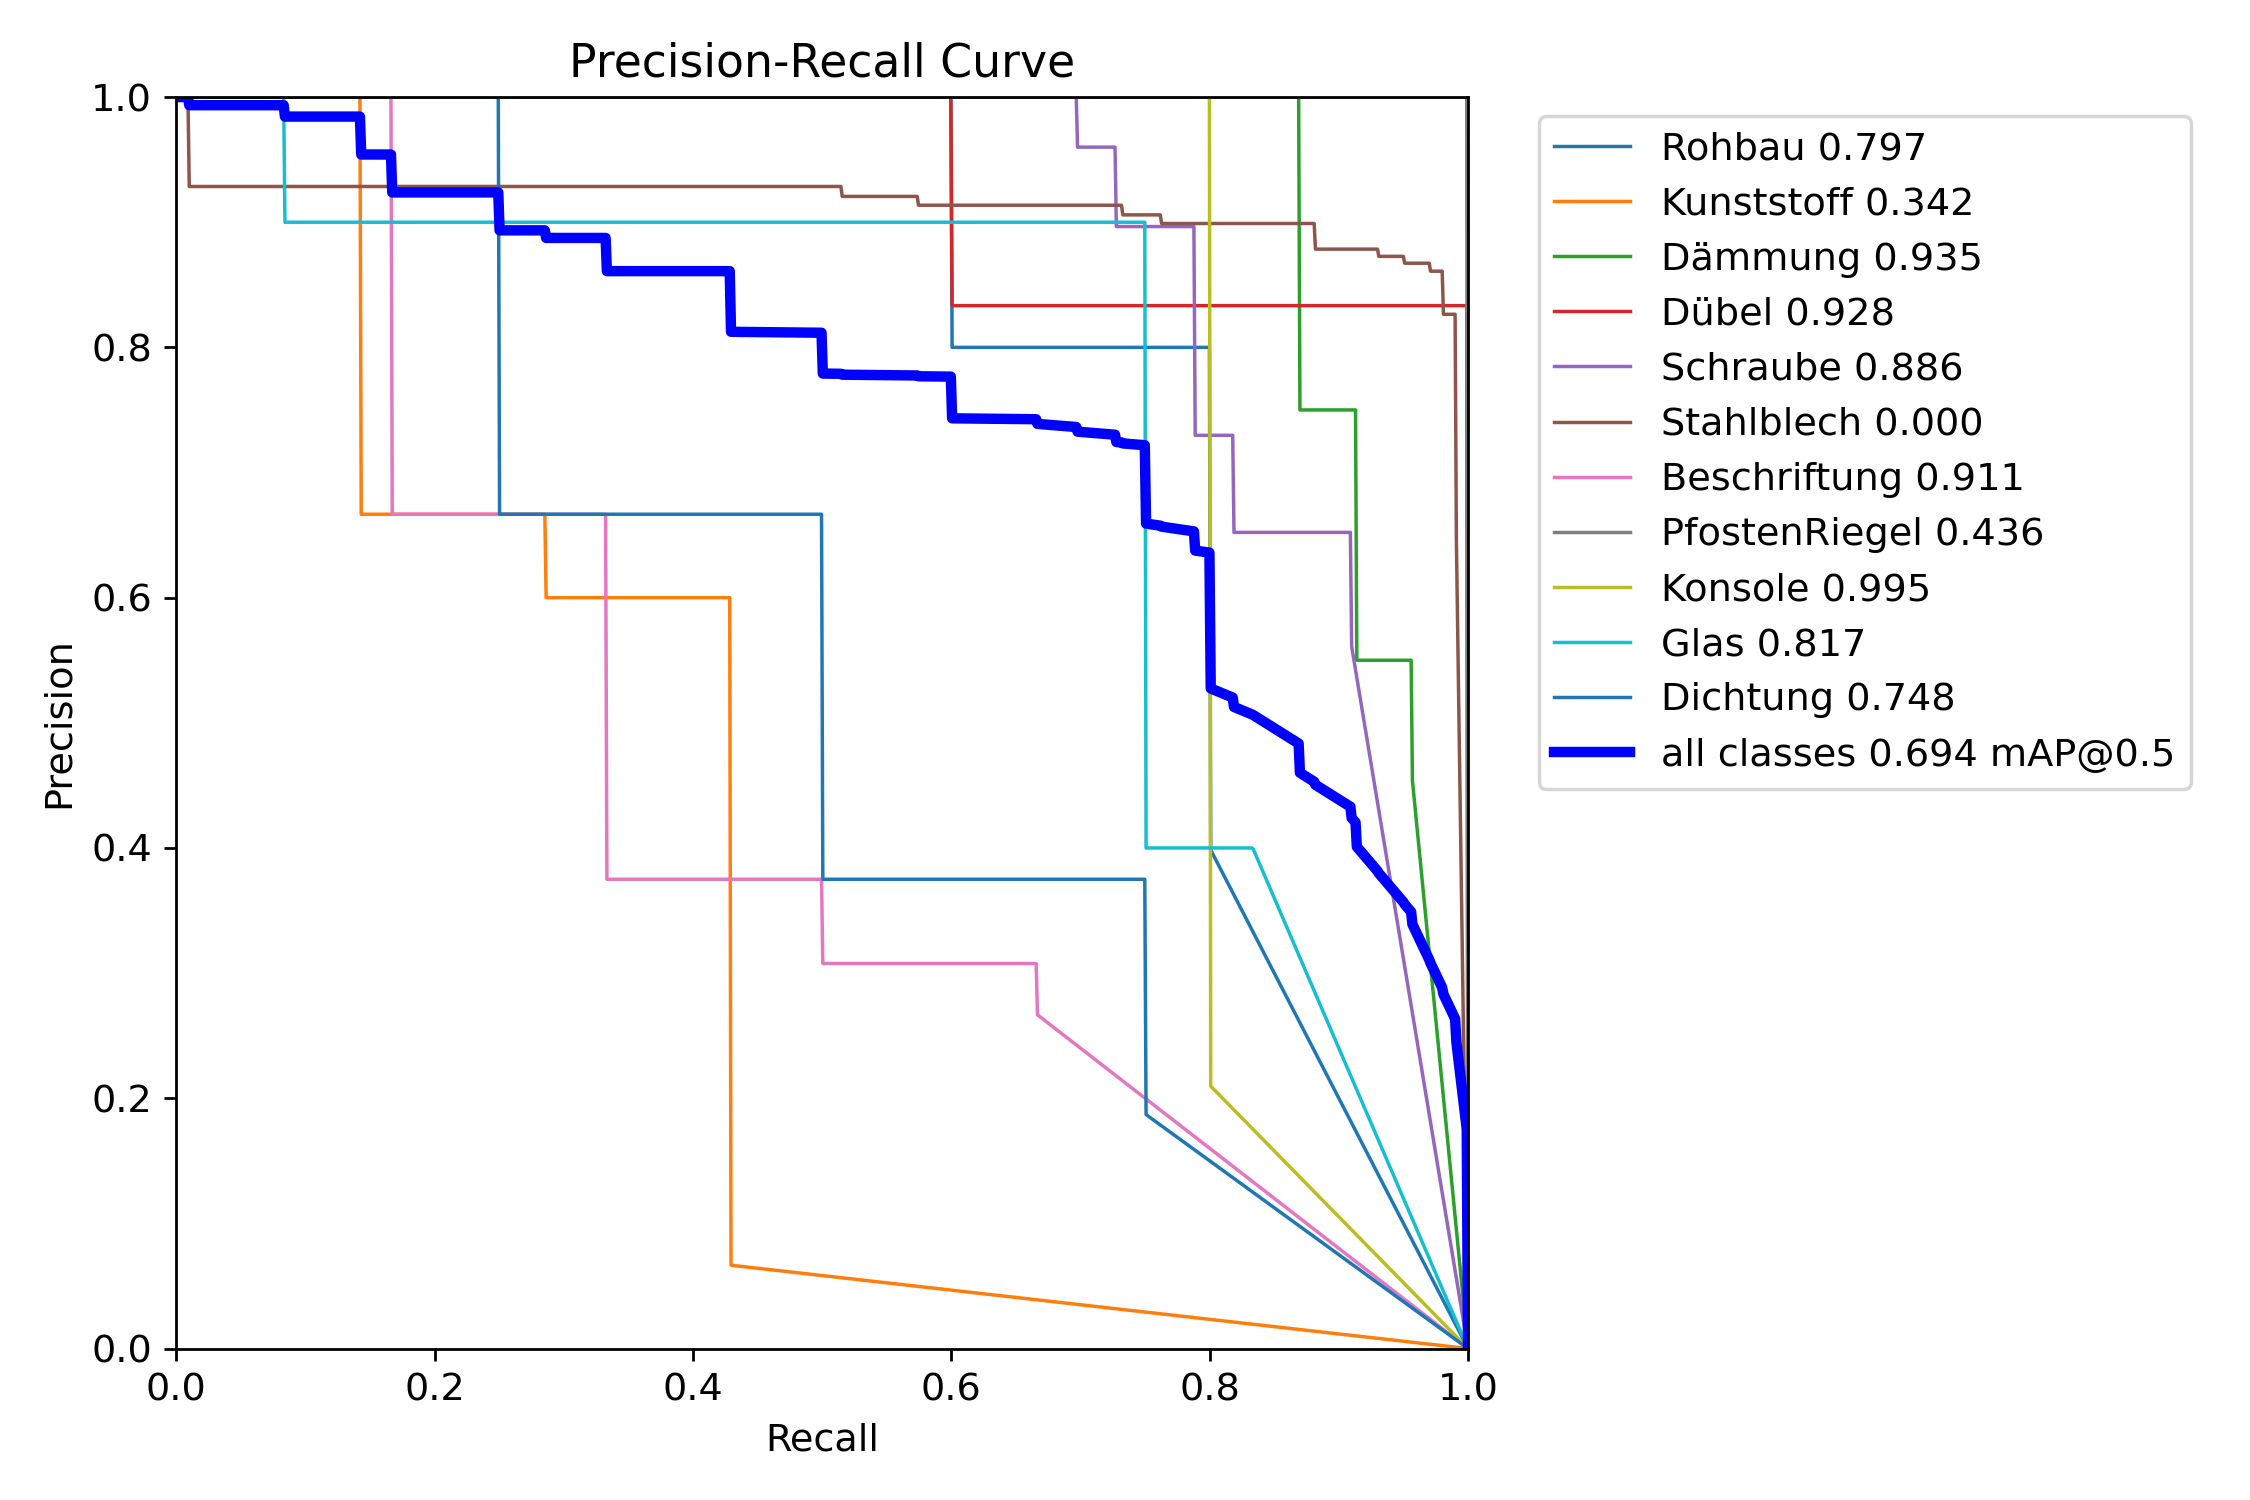 Precision-Recall Curve
1.0
0.8
0.6
0.4
0.2
0.0
Precision
0.0 0.2 0.4 0.6 0.8 1.0
Recall
Rohbau 0.797
Kunststoff 0.342
Dämmung 0.935
Dübel 0.928
Schraube 0.886
Stahlblech 0.000
Beschriftung 0.911
PfostenRiegel 0.436
Konsole 0.995
Glas 0.817
Dichtung 0.748
all classes 0.694 mAP@0.5